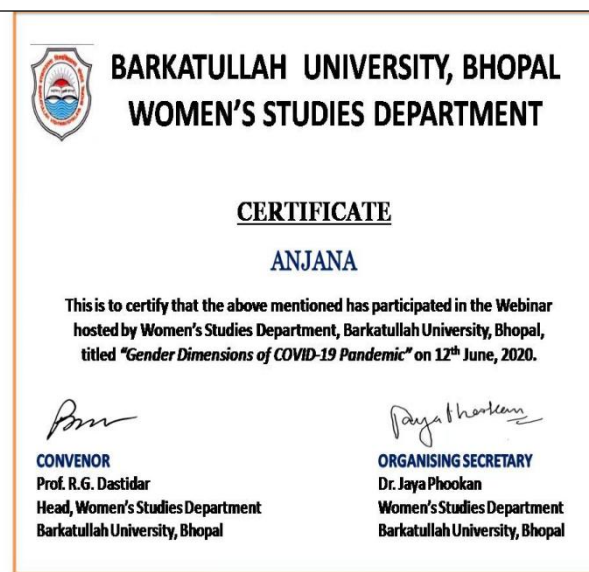 BARKATULLAH UNIVERSITY, BHOPAL
WOMEN'S STUDIES DEPARTMENT
CERTIFICATE
ANJANA
This is to certify that the above mentioned has participated in the Webinar
hosted by Women's Studies Department, Barkatullah University, Bhopal,
titled "Gender Dimensions of COVID-19 Pandemic" on 12th June, 2020.
CONVENOR
Prof. R.G. Dastidar
Head, Women's Studies Department
Barkatullah University, Bhopal
ORGANISING SECRETARY
Dr. Jaya Phookan
Women's Studies Department
Barkatullah University, Bhopal